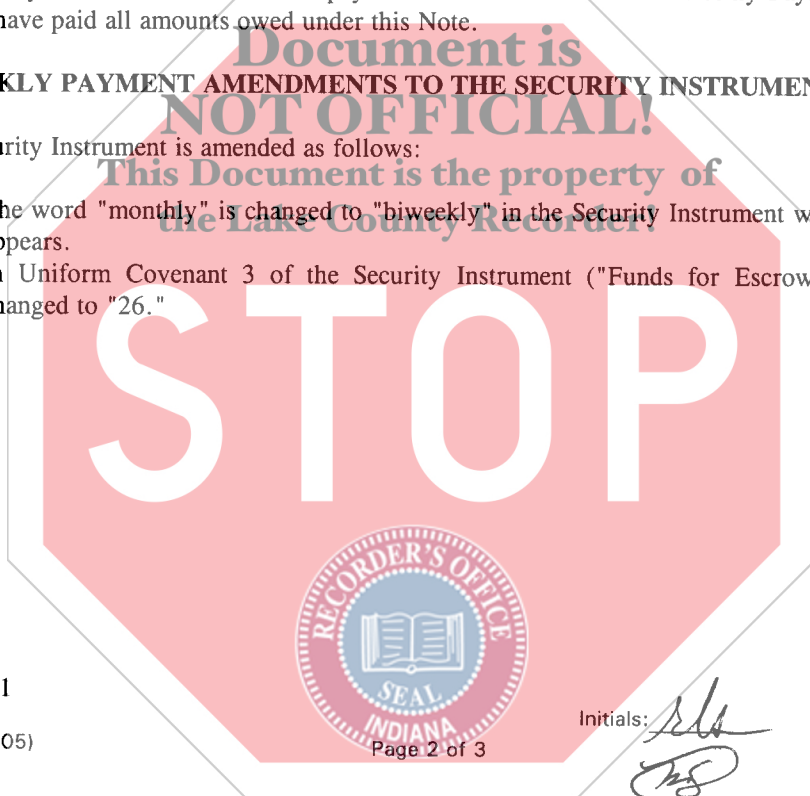 have paid all amounts owed under this Note.
Document is
KLY PAYMENT AMENDMENTS TO THE SECURITY INSTRUMEN
NOT OFFICIAL!
urity Instrument is amended as follows:
This Document is the property of
he word "monthly" is changed to "biweekly" in the Security Instrument w
the Lake County Recorder!
ppears.
n Uniform Covenant 3 of the Security Instrument ("Funds for Escrow
hanged to "26."
STOP
RECORDER'S OFFICE
SEAL
INDIANA
1
Initials:
05)
Page 2 of 3